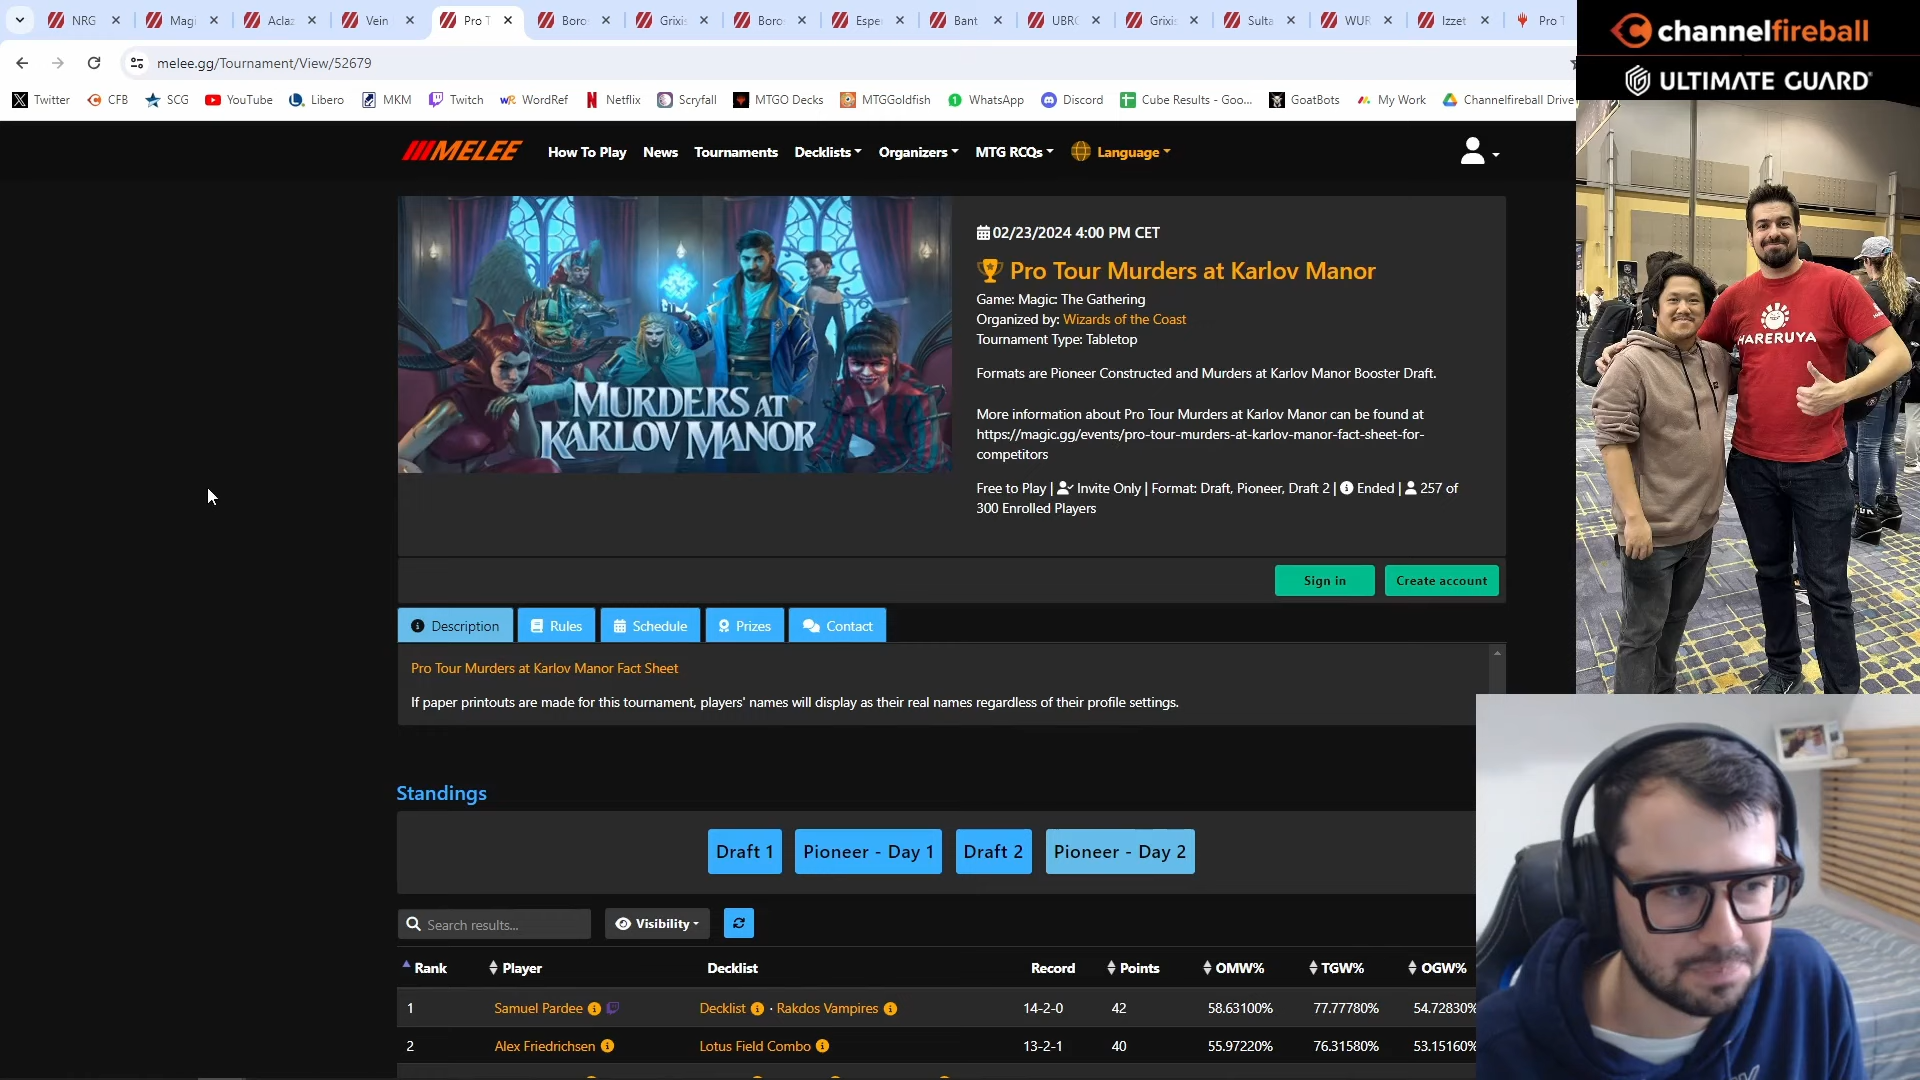 NRG
Magi
Aclaz
Vein
Pro T
Boro
Grixis
Boro
Espe
Bant
UBRG
Grixis
Sulta
WUR
Izzet
Pro T
channelfireball
ULTIMATE GUARD
melee.gg/Tournament/View/52679
Twitter
CFB
SCG
YouTube
Libero
MKM
Twitch
WordRef
Netflix
Scryfall
MTGO Decks
MTGGoldfish
WhatsApp
Discord
Cube Results - Goo...
GoatBots
My Work
Channelfireball Drive
MELEE
How To Play
News
Tournaments
Decklists
Organizers
MTG RCQs
Language
MURDERS AT
KARLOV MANOR
02/23/2024 4:00 PM CET
Pro Tour Murders at Karlov Manor
Game: Magic: The Gathering
Organized by: Wizards of the Coast
Tournament Type: Tabletop
Formats are Pioneer Constructed and Murders at Karlov Manor Booster Draft.
More information about Pro Tour Murders at Karlov Manor can be found at
https://magic.gg/events/pro-tour-murders-at-karlov-manor-fact-sheet-for-
competitors
Free to Play | Invite Only | Format: Draft, Pioneer, Draft 2 | Ended | 257 of
300 Enrolled Players
HARERUYA
Sign in
Create account
Description
Rules
Schedule
Prizes
Contact
Pro Tour Murders at Karlov Manor Fact Sheet
If paper printouts are made for this tournament, players' names will display as their real names regardless of their profile settings.
Standings
Draft 1
Pioneer - Day 1
Draft 2
Pioneer - Day 2
Search results...
Visibility
Rank Player Decklist Record Points OMW% TGW% OGW%
1 Samuel Pardee Decklist · Rakdos Vampires 14-2-0 42 58.63100% 77.77780% 54.72830%
2 Alex Friedrichsen Lotus Field Combo 13-2-1 40 55.97220% 76.31580% 53.15160%